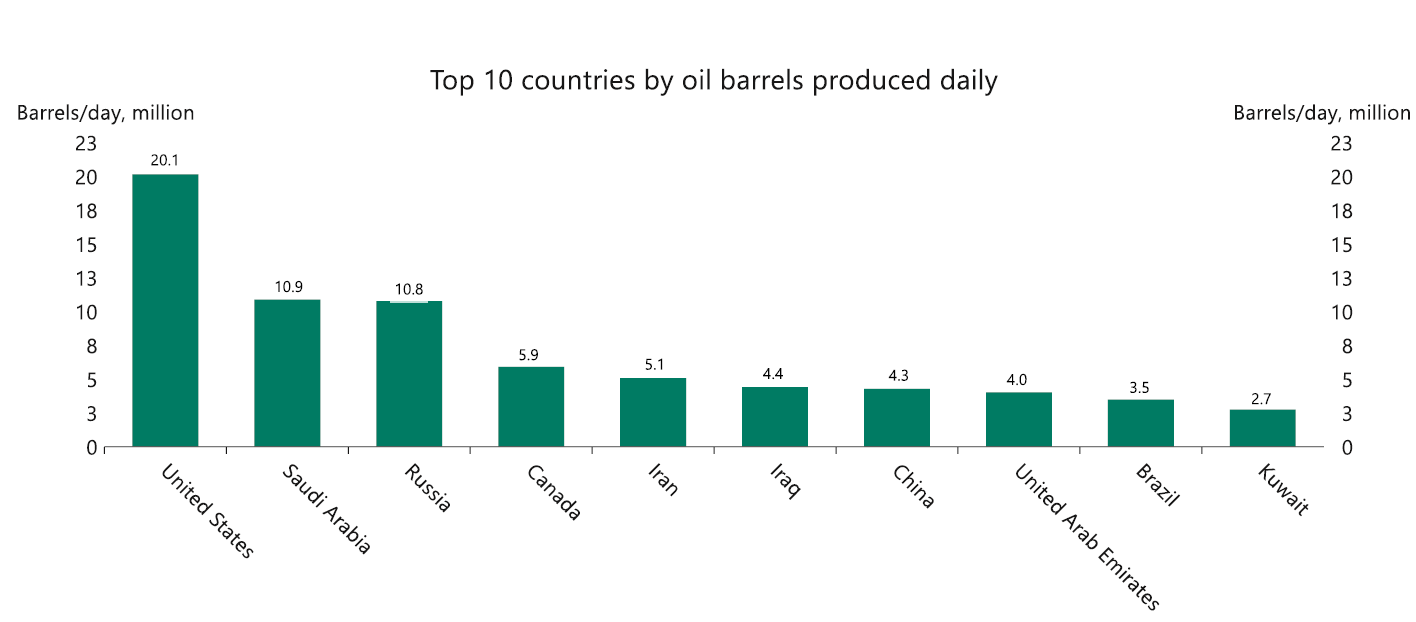 Top 10 countries by oil barrels produced daily
Barrels/day, million
Barrels/day, million
23
20
18
15
13
10
8
5
3
0
20.1
10.9
10.8
5.9
5.1
4.4
4.3
4.0
3.5
2.7
23
20
18
15
13
10
8
5
3
0
United States
Saudi Arabia
Russia
Canada
Iran
Iraq
China
United Arab Emirates
Brazil
Kuwait